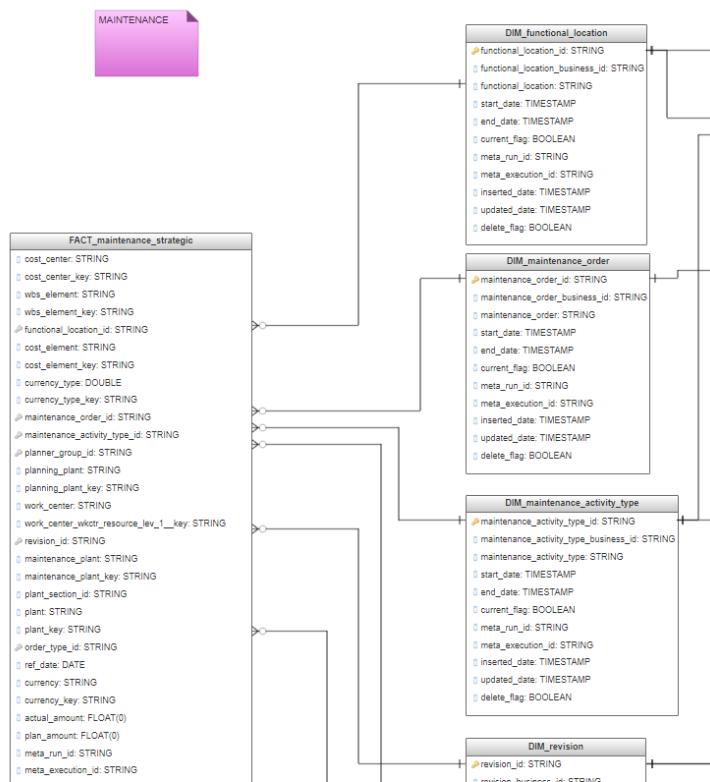 MAINTENANCE
DIM_functional_location
functional_location_id: STRING
functional_location_business_id: STRING
functional_location: STRING
start_date: TIMESTAMP
end_date: TIMESTAMP
current_flag: BOOLEAN
meta_run_id: STRING
meta_execution_id: STRING
inserted_date: TIMESTAMP
updated_date: TIMESTAMP
delete_flag: BOOLEAN
FACT_maintenance_strategic
cost_center: STRING
cost_center_key: STRING
wbs_element: STRING
wbs_element_key: STRING
functional_location_id: STRING
cost_element: STRING
cost_element_key: STRING
currency_type: DOUBLE
currency_type_key: STRING
maintenance_order_id: STRING
maintenance_activity_type_id: STRING
planner_group_id: STRING
planning_plant: STRING
planning_plant_key: STRING
work_center: STRING
work_center_wkctr_resource_lev_1__key: STRING
revision_id: STRING
maintenance_plant: STRING
maintenance_plant_key: STRING
plant_section_id: STRING
plant: STRING
plant_key: STRING
order_type_id: STRING
ref_date: DATE
currency: STRING
currency_key: STRING
actual_amount: FLOAT(0)
plan_amount: FLOAT(0)
meta_run_id: STRING
meta_execution_id: STRING
DIM_maintenance_order
maintenance_order_id: STRING
maintenance_order_business_id: STRING
maintenance_order: STRING
start_date: TIMESTAMP
end_date: TIMESTAMP
current_flag: BOOLEAN
meta_run_id: STRING
meta_execution_id: STRING
inserted_date: TIMESTAMP
updated_date: TIMESTAMP
delete_flag: BOOLEAN
DIM_maintenance_activity_type
maintenance_activity_type_id: STRING
maintenance_activity_type_business_id: STRING
maintenance_activity_type: STRING
start_date: TIMESTAMP
end_date: TIMESTAMP
current_flag: BOOLEAN
meta_run_id: STRING
meta_execution_id: STRING
inserted_date: TIMESTAMP
updated_date: TIMESTAMP
delete_flag: BOOLEAN
DIM_revision
revision_id: STRING
revision_business_id: STRING